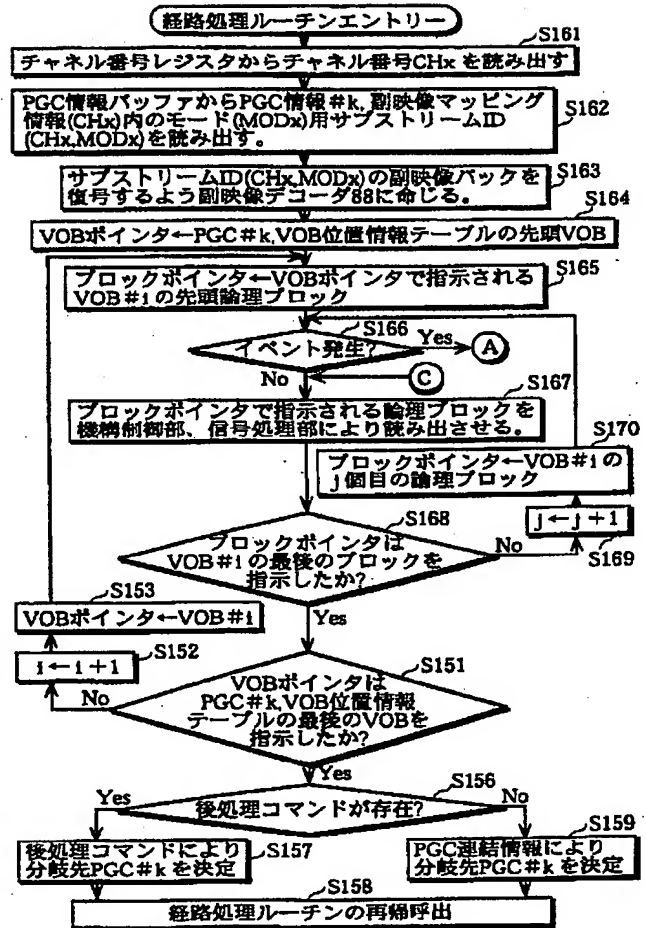 経路処理ルーチンエントリー
S161
チャネル番号レジスタからチャネル番号CHxを読み出す
S162
PGC情報バッファからPGC情報#k,副映像マッピング
情報(CHx)内のモード(MODx)用サブストリームID
(CHx,MODx)を読み出す。
S163
サブストリームID(CHx,MODx)の副映像パックを
復号するよう副映像デコーダ88に命じる。
S164
VOBポインタ←PGC#k,VOB位置情報テーブルの先頭VOB
S165
ブロックポインタ←VOBポインタで指示される
VOB#iの先頭論理ブロック
S166
イベント発生?
Yes
A
No
C
S167
ブロックポインタで指示される論理ブロックを
機構制御部、信号処理部により読み出させる。
S170
ブロックポインタ←VOB#iの
j個目の論理ブロック
j←j+1
S169
S168
ブロックポインタは
VOB#iの最後のブロックを
指示したか?
No
Yes
S153
VOBポインタ←VOB#i
S152
i←i+1
No
S151
VOBポインタは
PGC#k,VOB位置情報
テーブルの最後のVOBを
指示したか?
Yes
S156
後処理コマンドが存在?
Yes
No
S157
後処理コマンドにより
分岐先PGC#kを決定
S159
PGC連結情報により
分岐先PGC#kを決定
S158
経路処理ルーチンの再帰呼出